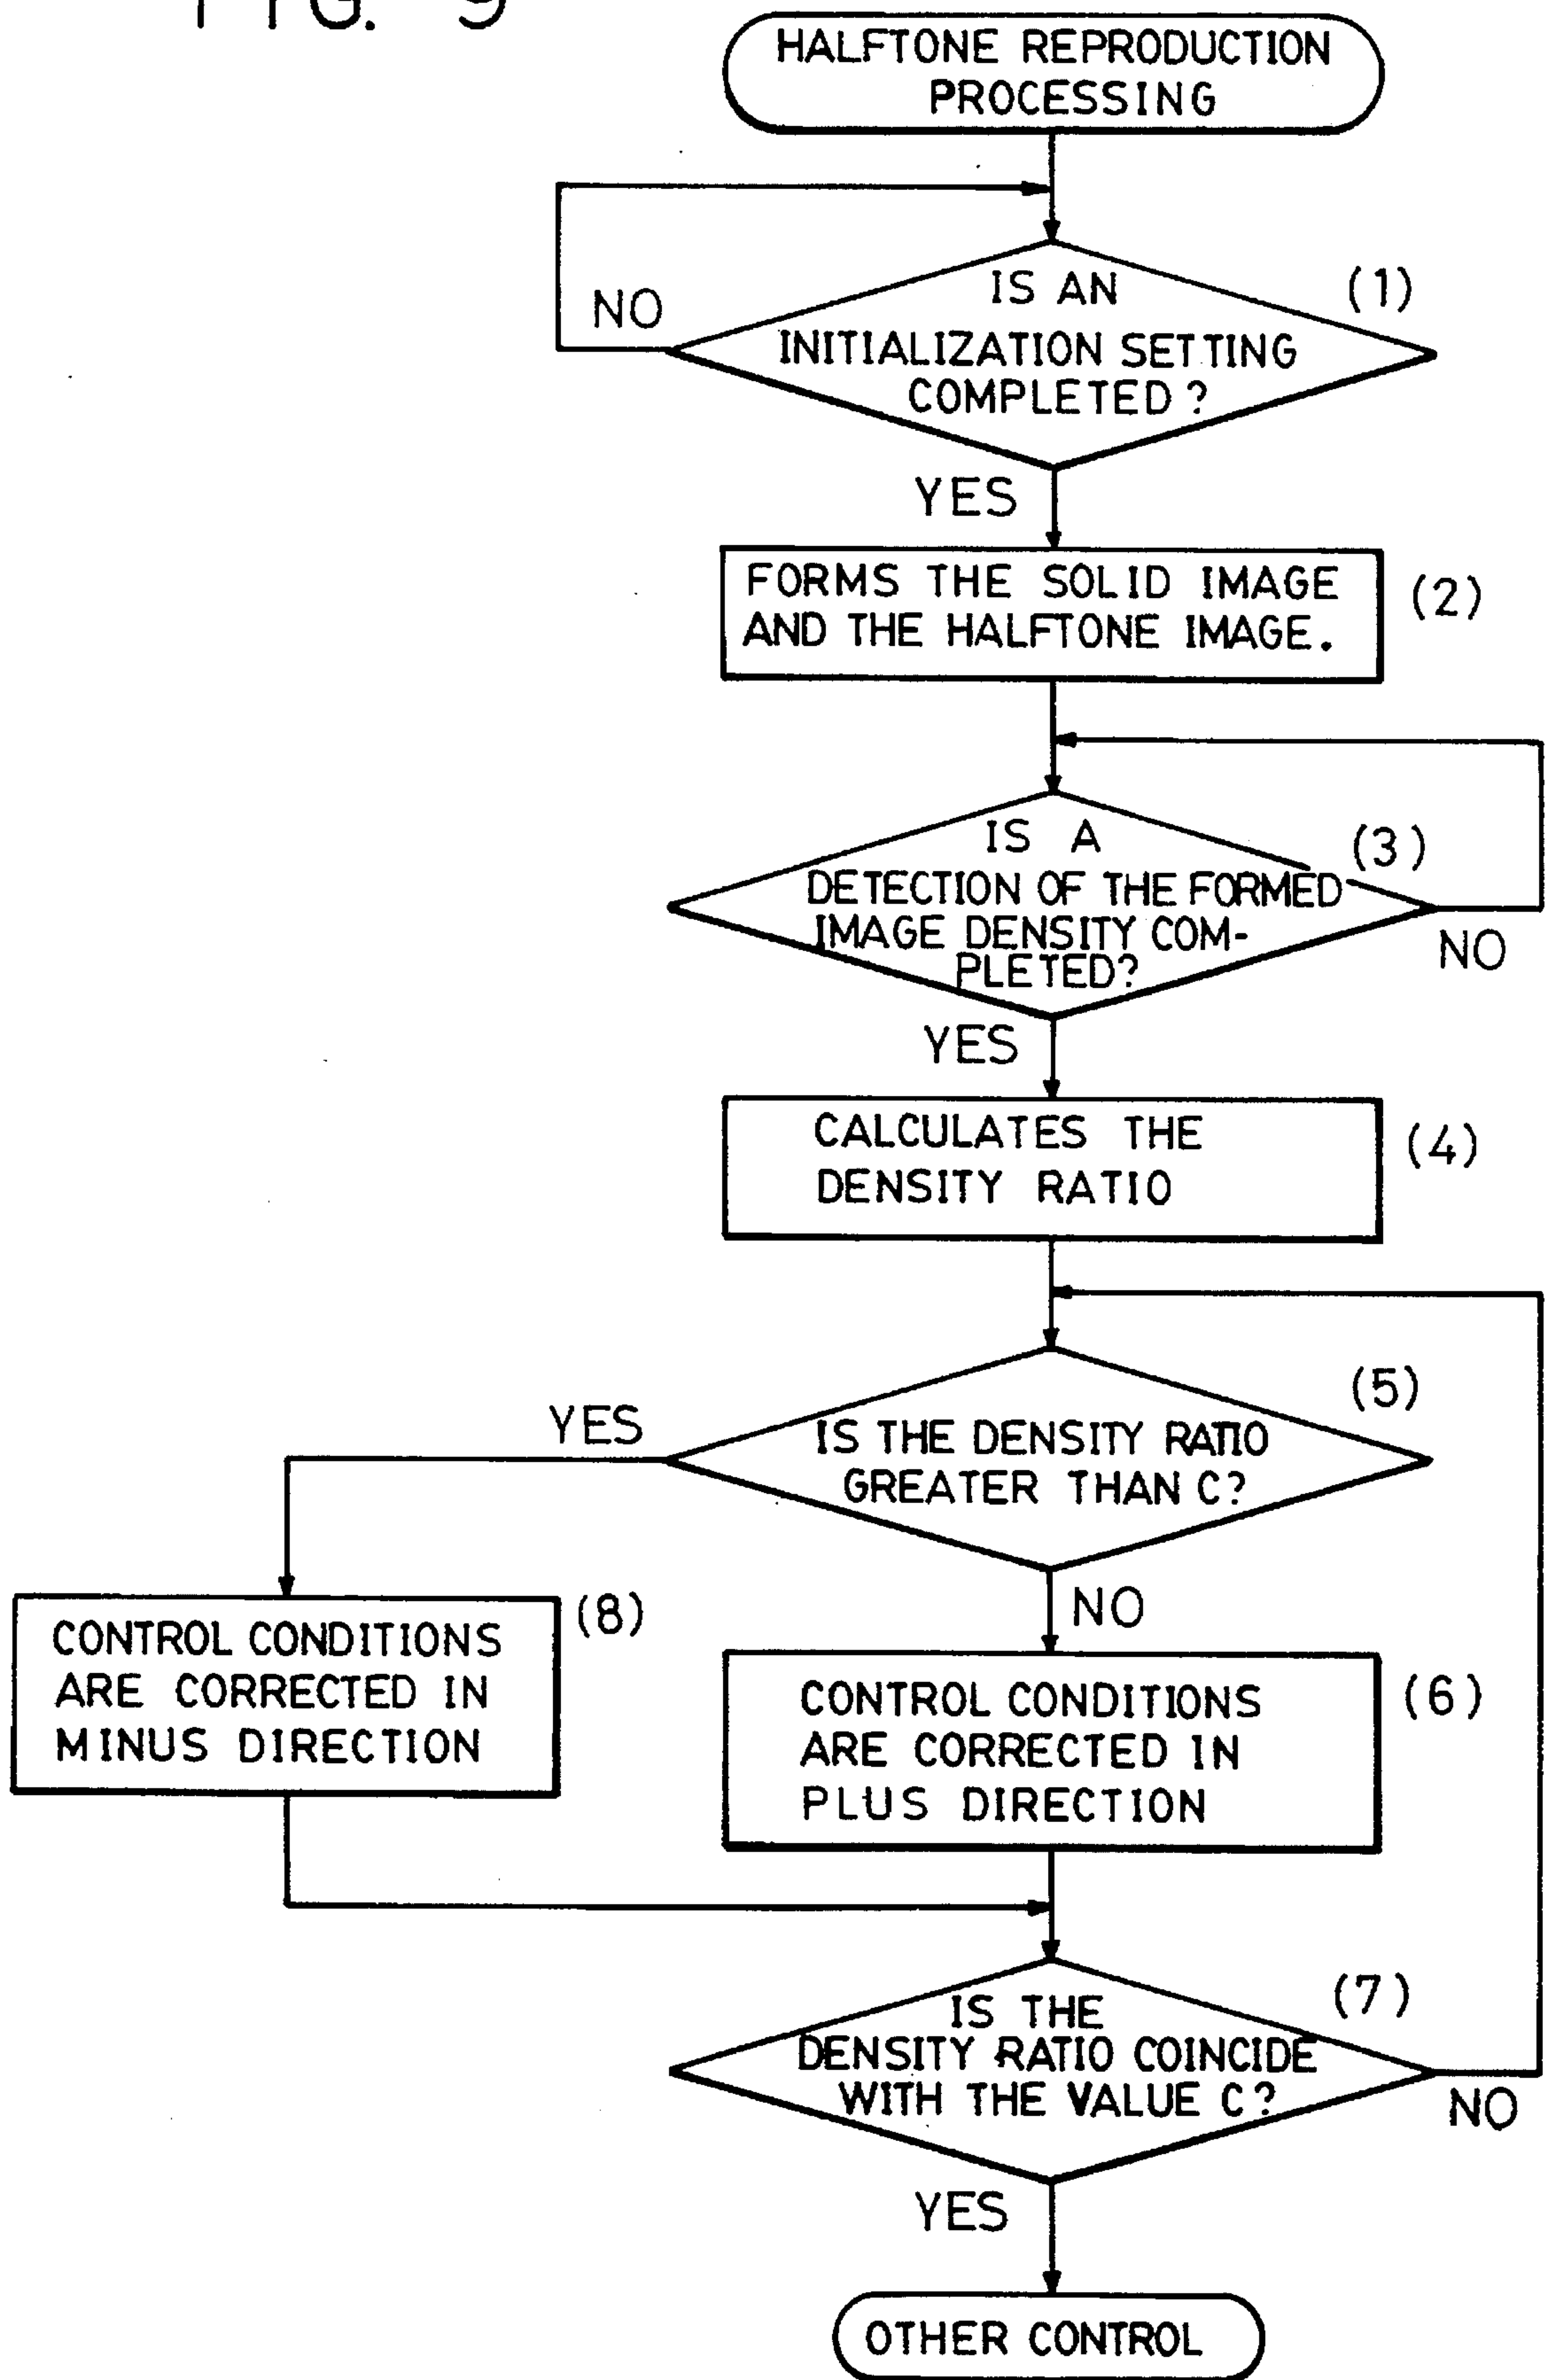 FIG. 9
HALFTONE REPRODUCTION
PROCESSING
IS AN
INITIALIZATION SETTING
COMPLETED?
(1)
NO
YES
FORMS THE SOLID IMAGE
AND THE HALFTONE IMAGE.
(2)
IS A
DETECTION OF THE FORMED
IMAGE DENSITY COM-
PLETED?
(3)
NO
YES
CALCULATES THE
DENSITY RATIO
(4)
IS THE DENSITY RATIO
GREATER THAN C?
(5)
YES
NO
CONTROL CONDITIONS
ARE CORRECTED IN
MINUS DIRECTION
(8)
CONTROL CONDITIONS
ARE CORRECTED IN
PLUS DIRECTION
(6)
IS THE
DENSITY RATIO COINCIDE
WITH THE VALUE C?
(7)
NO
YES
OTHER CONTROL